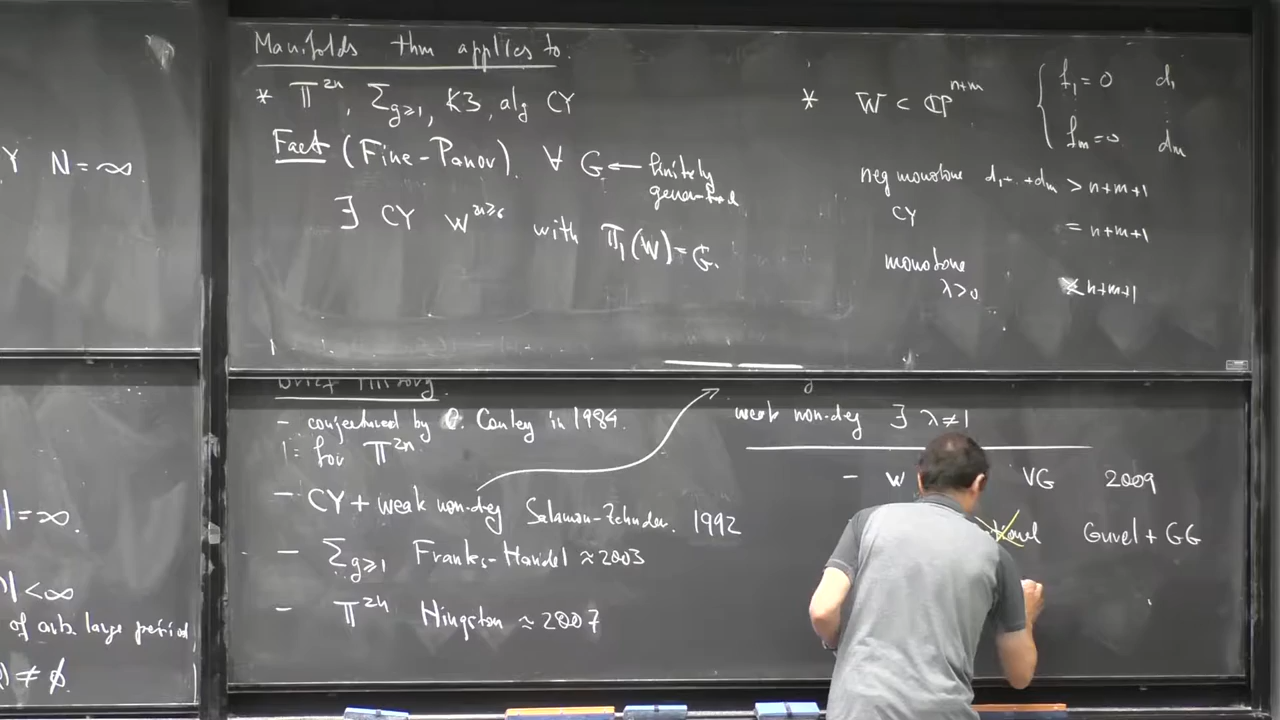 Y N = ∞
| = ∞.
| < ∞
of arb. large period
) ≠ ∅.
Manifolds thm applies to:
* 𝕋²ⁿ, Σ_{g≥1}, K3, alg CY
Fact (Fine-Panov). ∀ G ← finitely generated
∃ CY W^{2n≥6} with π₁(W) = G.
* W ⊂ ℂℙ^{n+m} { f₁ = 0 d₁
⋮
f_m = 0 d_m
neg monotone d₁+..+d_m > n+m+1
CY = n+m+1
monotone λ>0 < n+m+1
Brief History
- conjectured by C. Conley in 1984.
for 𝕋²ⁿ
- CY + weak non-deg Salamon-Zehnder. 1992
- Σ_{g≥1} Franks-Handel ≈ 2003
- 𝕋²ⁿ Hingston ≈ 2007
weak non-deg ∃ λ ≠ 1
- W VG 2009
Gurel + GG